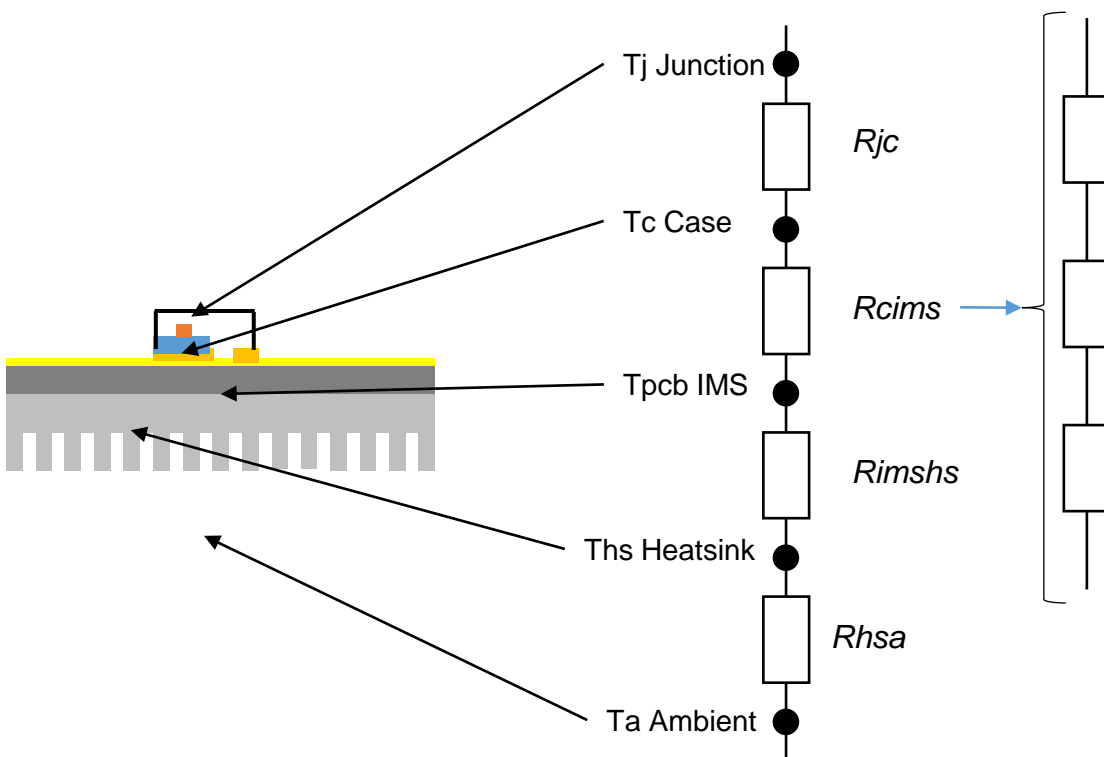 Tj Junction
Rjc
Tc Case
Rcims
Tpcb IMS
Rimshs
Ths Heatsink
Rhsa
Ta Ambient